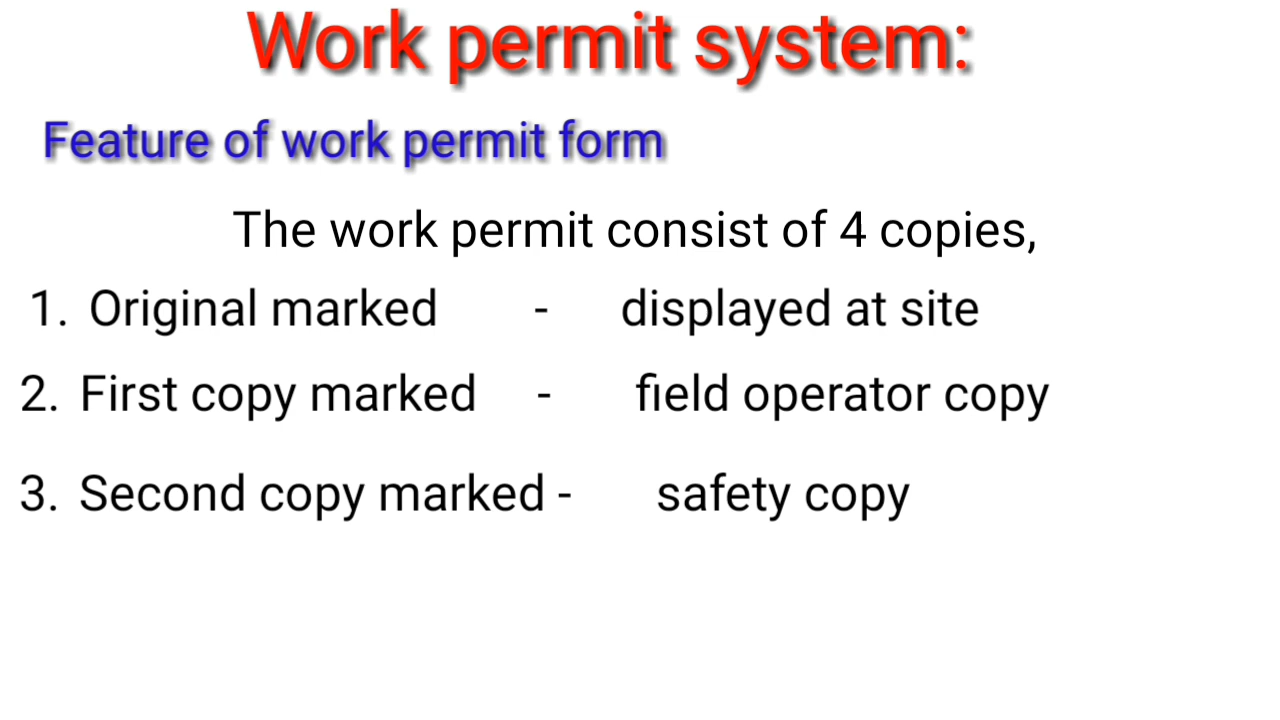 Work permit system:
Feature of work permit form
The work permit consist of 4 copies,
1. Original marked - displayed at site
2. First copy marked - field operator copy
3. Second copy marked - safety copy